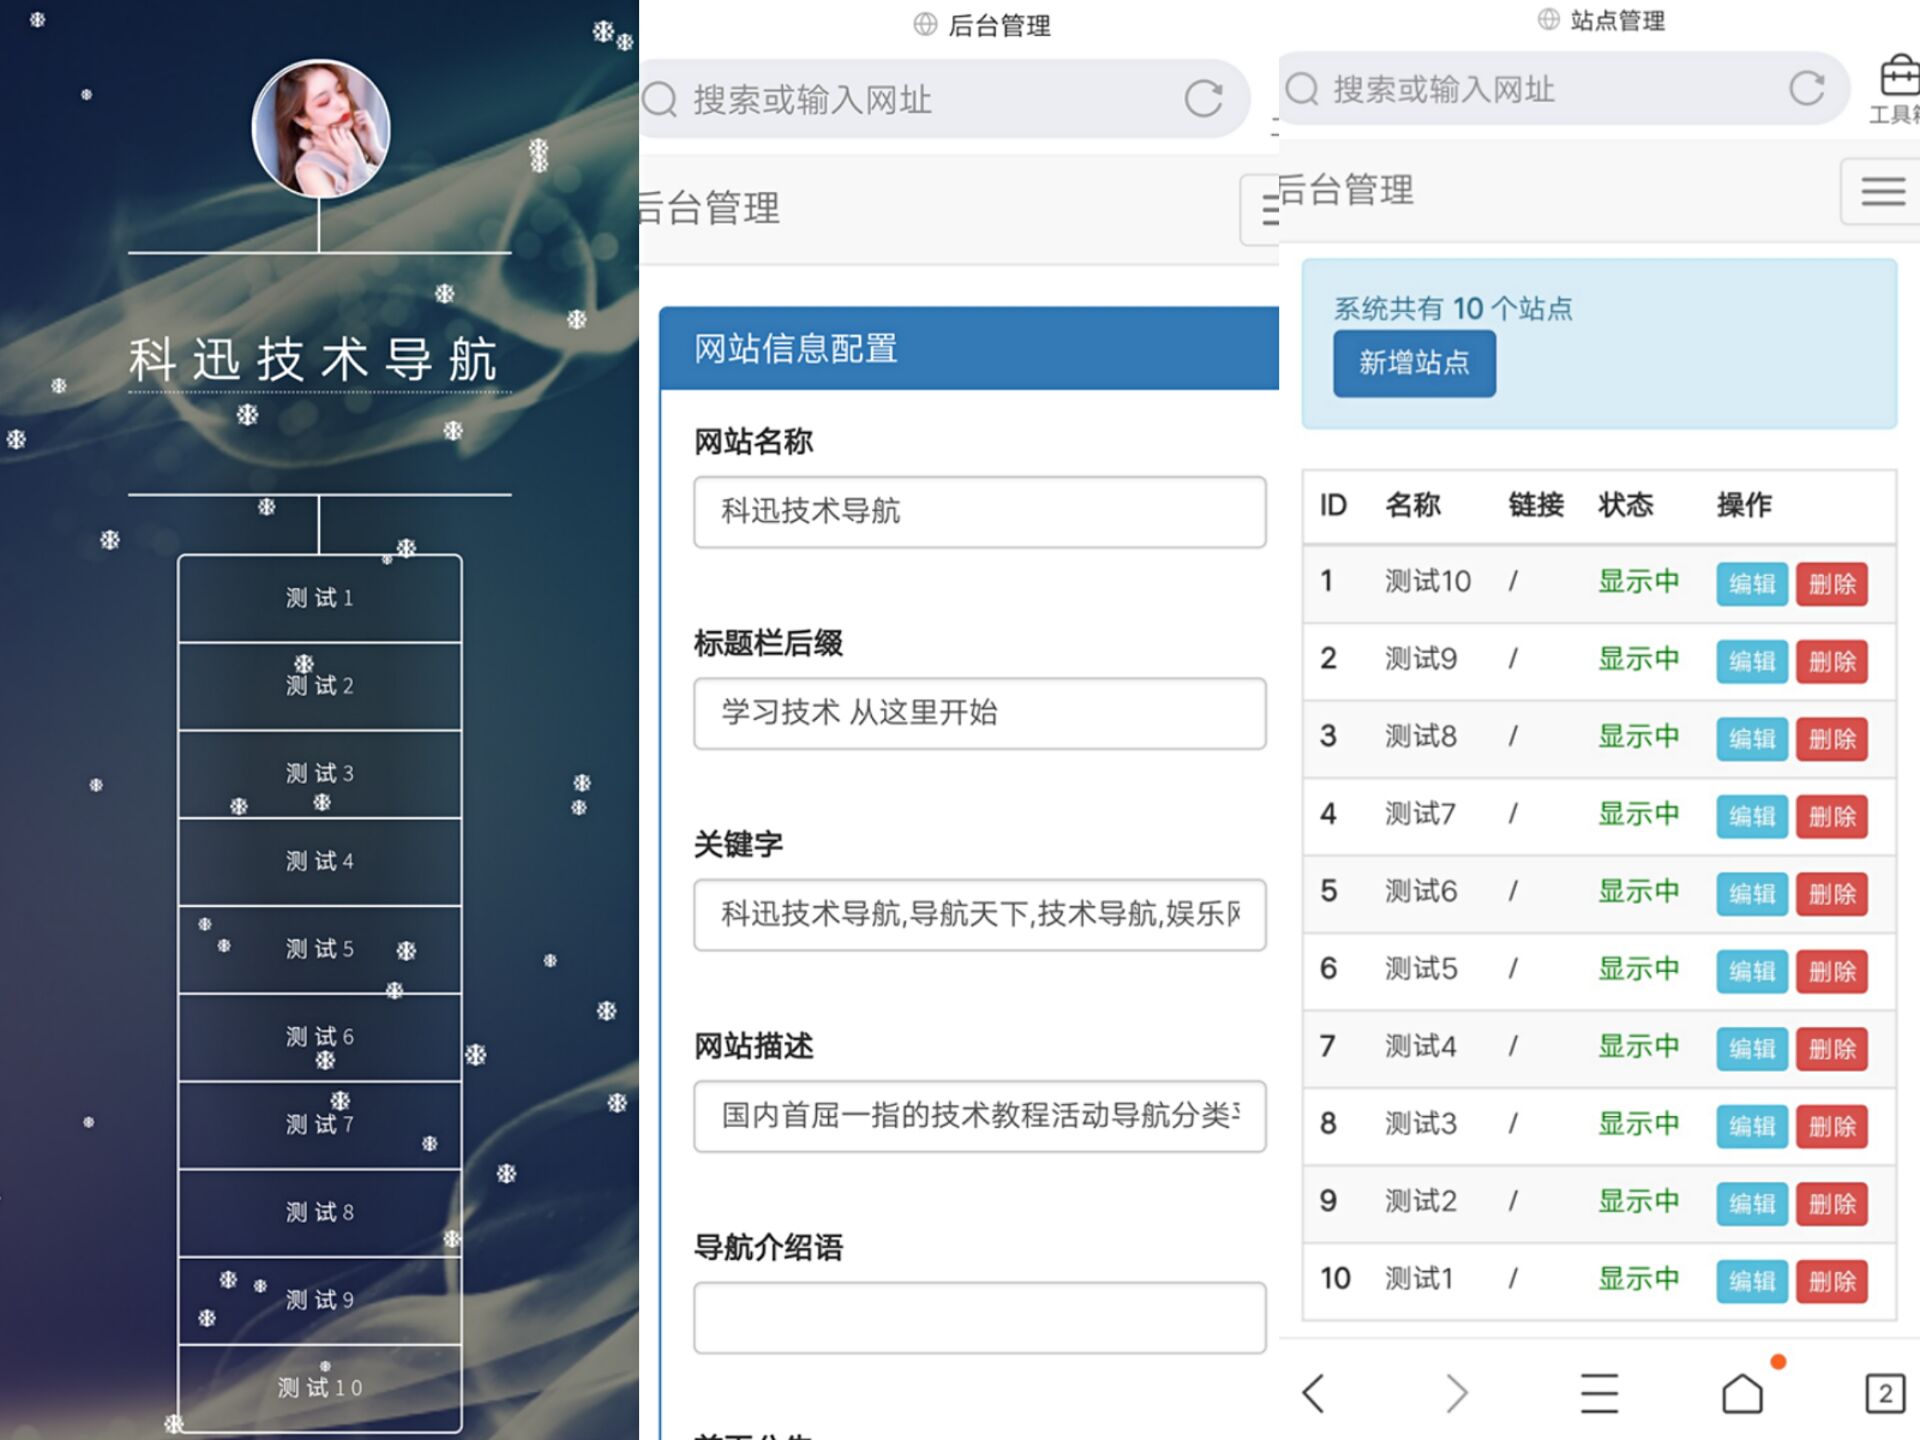 科迅技术导航
测试1
测试2
测试3
测试4
测试5
测试6
测试7
测试8
测试9
测试10
后台管理
搜索或输入网址
后台管理
网站信息配置
网站名称
科迅技术导航
标题栏后缀
学习技术 从这里开始
关键字
科迅技术导航,导航天下,技术导航,娱乐网
网站描述
国内首屈一指的技术教程活动导航分类
导航介绍语
站点管理
搜索或输入网址
工具箱
后台管理
系统共有 10 个站点
新增站点
ID 名称 链接 状态 操作
1 测试10 / 显示中 编辑 删除
2 测试9 / 显示中 编辑 删除
3 测试8 / 显示中 编辑 删除
4 测试7 / 显示中 编辑 删除
5 测试6 / 显示中 编辑 删除
6 测试5 / 显示中 编辑 删除
7 测试4 / 显示中 编辑 删除
8 测试3 / 显示中 编辑 删除
9 测试2 / 显示中 编辑 删除
10 测试1 / 显示中 编辑 删除
2